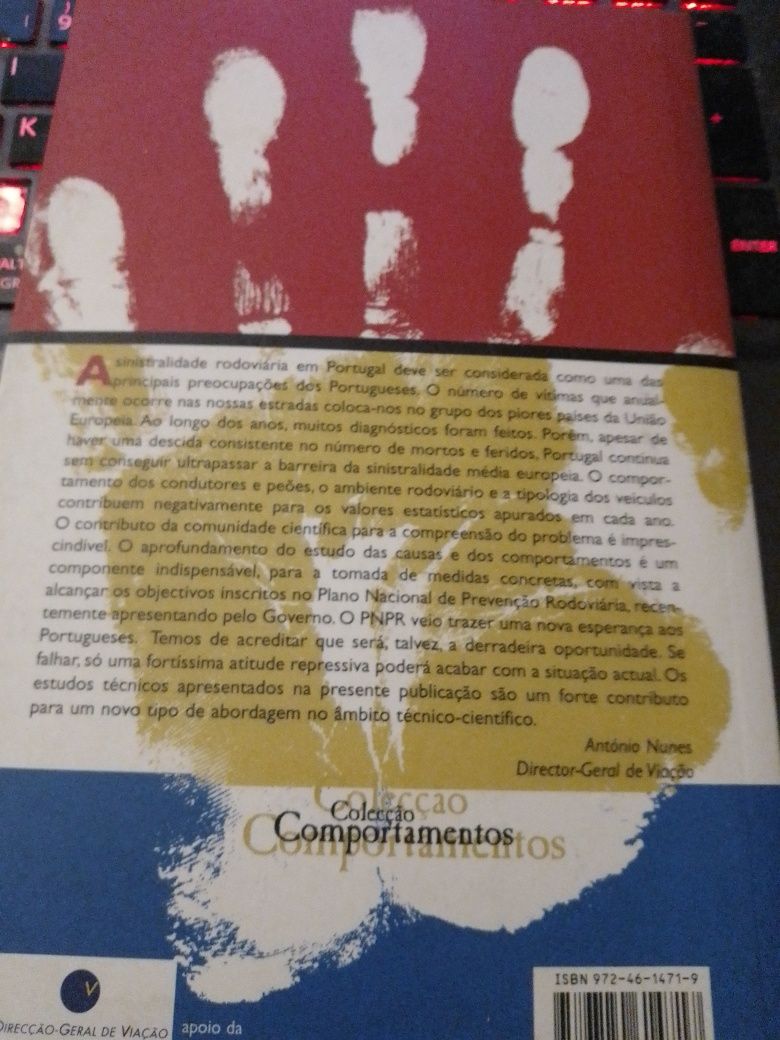 9
I
K
ALT
GR
+
ENTER
A sinistralidade rodoviária em Portugal deve ser considerada como uma das
principais preocupações dos Portugueses. O número de vítimas que anual-
mente ocorre nas nossas estradas coloca-nos no grupo dos piores países da União
Europeia. Ao longo dos anos, muitos diagnósticos foram feitos. Porém, apesar de
haver uma descida consistente no número de mortos e feridos, Portugal continua
sem conseguir ultrapassar a barreira da sinistralidade média europeia. O compor-
tamento dos condutores e peões, o ambiente rodoviário e a tipologia dos veículos
contribuem negativamente para os valores estatísticos apurados em cada ano.
O contributo da comunidade científica para a compreensão do problema é impres-
cindível. O aprofundamento do estudo das causas e dos comportamentos é um
componente indispensável, para a tomada de medidas concretas, com vista a
alcançar os objectivos inscritos no Plano Nacional de Prevenção Rodoviária, recen-
temente apresentando pelo Governo. O PNPR veio trazer uma nova esperança aos
Portugueses. Temos de acreditar que será, talvez, a derradeira oportunidade. Se
falhar, só uma fortíssima atitude repressiva poderá acabar com a situação actual. Os
estudos técnicos apresentados na presente publicação são um forte contributo
para um novo tipo de abordagem no âmbito técnico-científico.
António Nunes
Director-Geral de Viação
Colecção
Colecção
Comportamentos
Comportamentos
ISBN 972-46-1471-9
V
DIRECÇÃO-GERAL DE VIAÇÃO
apoio da